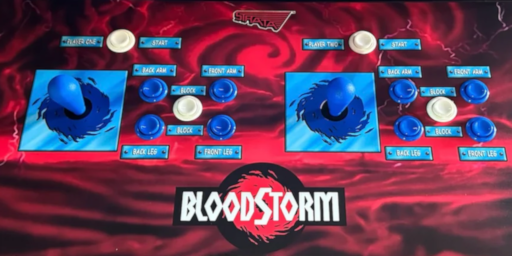 STRATA
PLAYER ONE
START
PLAYER TWO
START
BACK ARM
FRONT ARM
BACK ARM
FRONT ARM
BLOCK
BLOCK
BLOCK
BLOCK
BACK LEG
FRONT LEG
BACK LEG
FRONT LEG
BLOODSTORM